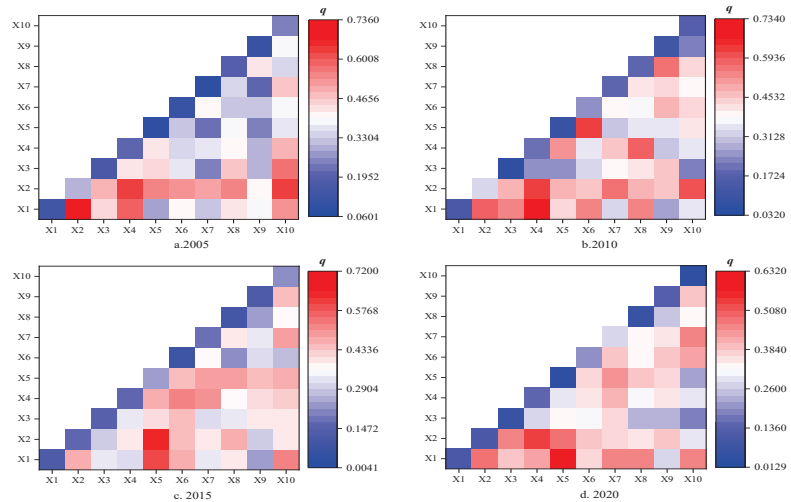 q
X10
X9
X8
X7
X6
X5
X4
X3
X2
X1
X1 X2 X3 X4 X5 X6 X7 X8 X9 X10
a.2005
0.7360
0.6008
0.4656
0.3304
0.1952
0.0601
q
X10
X9
X8
X7
X6
X5
X4
X3
X2
X1
X1 X2 X3 X4 X5 X6 X7 X8 X9 X10
b.2010
0.7340
0.5936
0.4532
0.3128
0.1724
0.0320
q
X10
X9
X8
X7
X6
X5
X4
X3
X2
X1
X1 X2 X3 X4 X5 X6 X7 X8 X9 X10
c. 2015
0.7200
0.5768
0.4336
0.2904
0.1472
0.0041
q
X10
X9
X8
X7
X6
X5
X4
X3
X2
X1
X1 X2 X3 X4 X5 X6 X7 X8 X9 X10
d. 2020
0.6320
0.5080
0.3840
0.2600
0.1360
0.0129